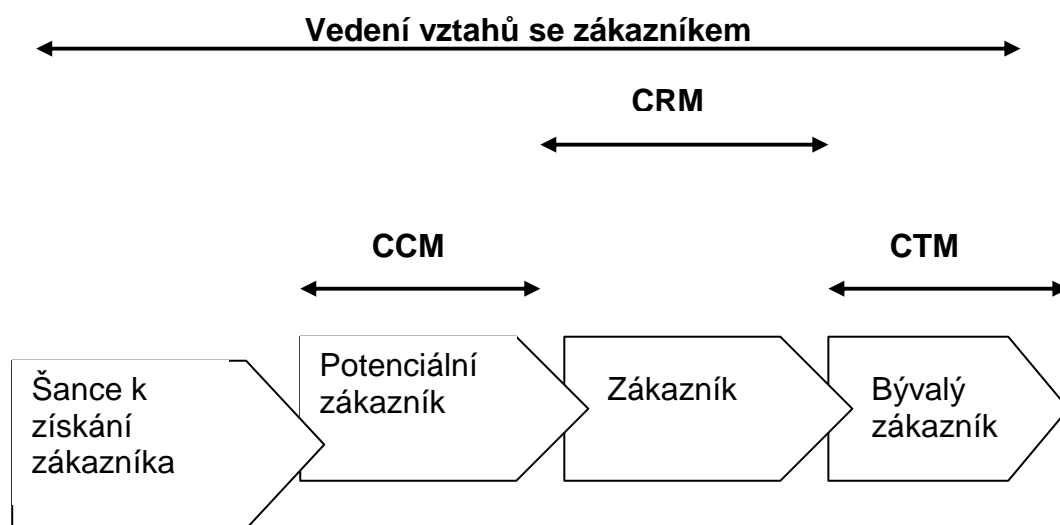 Vedení vztahů se zákazníkem
CRM
CCM
CTM
Šance k
získání
zákazníka
Potenciální
zákazník
Zákazník
Bývalý
zákazník